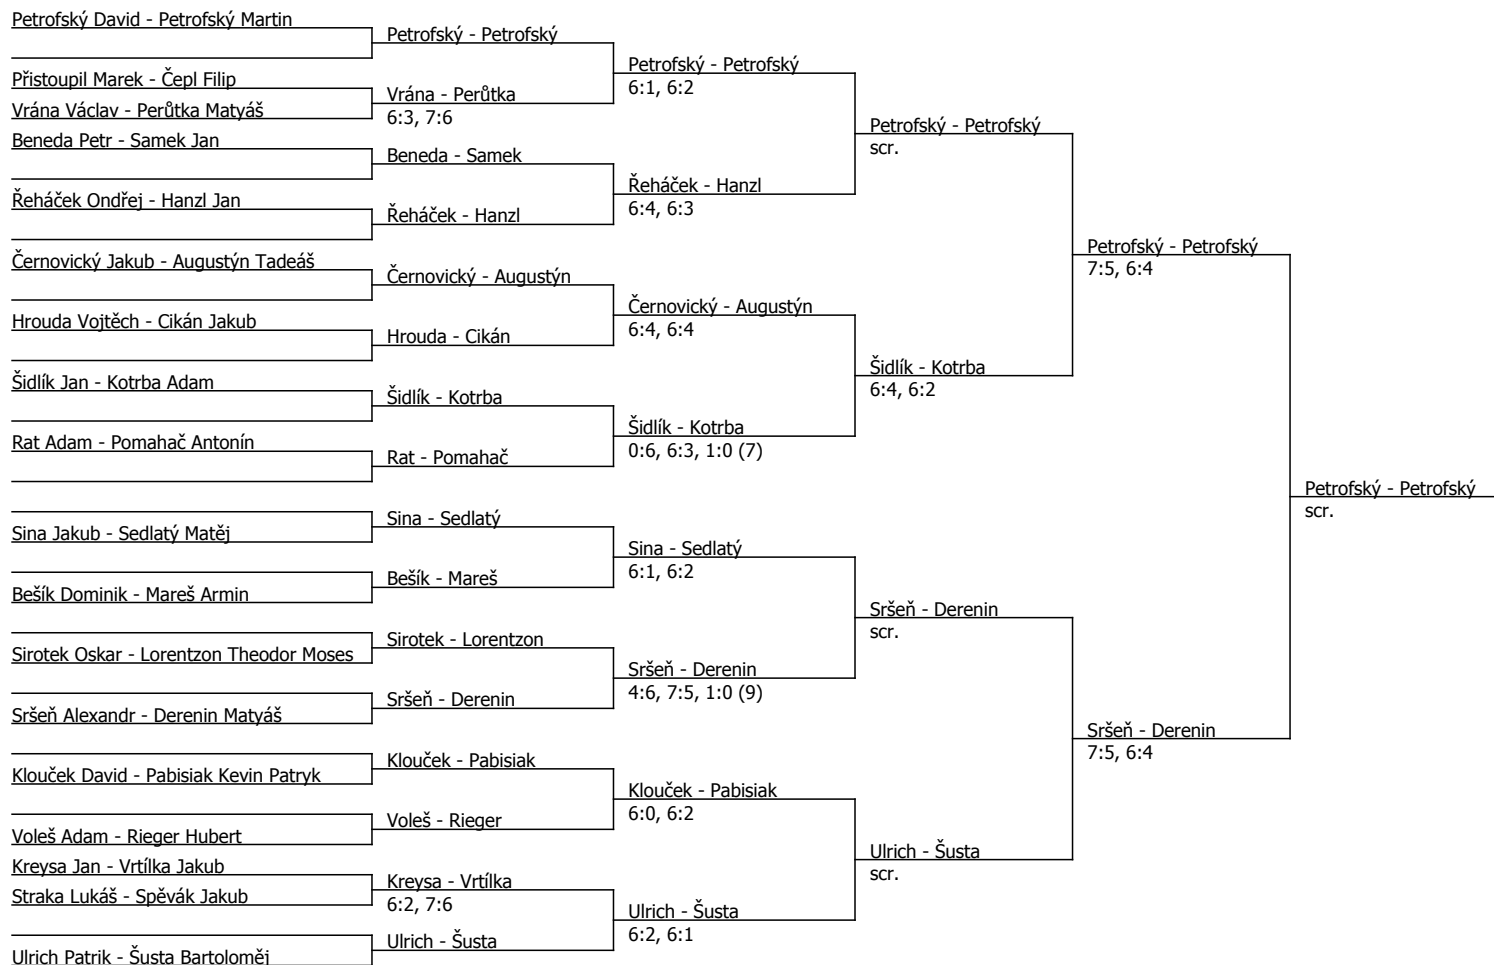 Petrofský David - Petrofský Martin
Přistoupil Marek - Čepl Filip
Vrána Václav - Perůtka Matyáš
Beneda Petr - Samek Jan
Řeháček Ondřej - Hanzl Jan
Černovický Jakub - Augustýn Tadeáš
Hrouda Vojtěch - Cikán Jakub
Šidlík Jan - Kotrba Adam
Rat Adam - Pomahač Antonín
Sina Jakub - Sedlatý Matěj
Bešík Dominik - Mareš Armin
Sirotek Oskar - Lorentzon Theodor Moses
Sršeň Alexandr - Derenin Matyáš
Klouček David - Pabisiak Kevin Patryk
Voleš Adam - Rieger Hubert
Kreysa Jan - Vrtílka Jakub
Straka Lukáš - Spěvák Jakub
Ulrich Patrik - Šusta Bartoloměj
Petrofský - Petrofský
Vrána - Perůtka
6:3, 7:6
Beneda - Samek
Řeháček - Hanzl
Černovický - Augustýn
Hrouda - Cikán
Šidlík - Kotrba
Rat - Pomahač
Sina - Sedlatý
Bešík - Mareš
Sirotek - Lorentzon
Sršeň - Derenin
Klouček - Pabisiak
Voleš - Rieger
Kreysa - Vrtílka
6:2, 7:6
Ulrich - Šusta
Petrofský - Petrofský
6:1, 6:2
Řeháček - Hanzl
6:4, 6:3
Černovický - Augustýn
6:4, 6:4
Šidlík - Kotrba
0:6, 6:3, 1:0 (7)
Sina - Sedlatý
6:1, 6:2
Sršeň - Derenin
4:6, 7:5, 1:0 (9)
Klouček - Pabisiak
6:0, 6:2
Ulrich - Šusta
6:2, 6:1
Petrofský - Petrofský
scr.
Šidlík - Kotrba
6:4, 6:2
Sršeň - Derenin
scr.
Ulrich - Šusta
scr.
Petrofský - Petrofský
7:5, 6:4
Sršeň - Derenin
7:5, 6:4
Petrofský - Petrofský
scr.